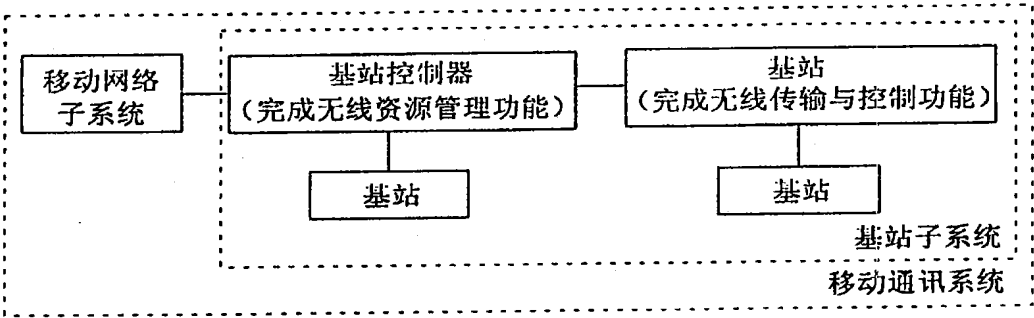 移动网络
子系统
基站控制器
（完成无线资源管理功能）
基站
（完成无线传输与控制功能）
基站
基站
基站子系统
移动通讯系统